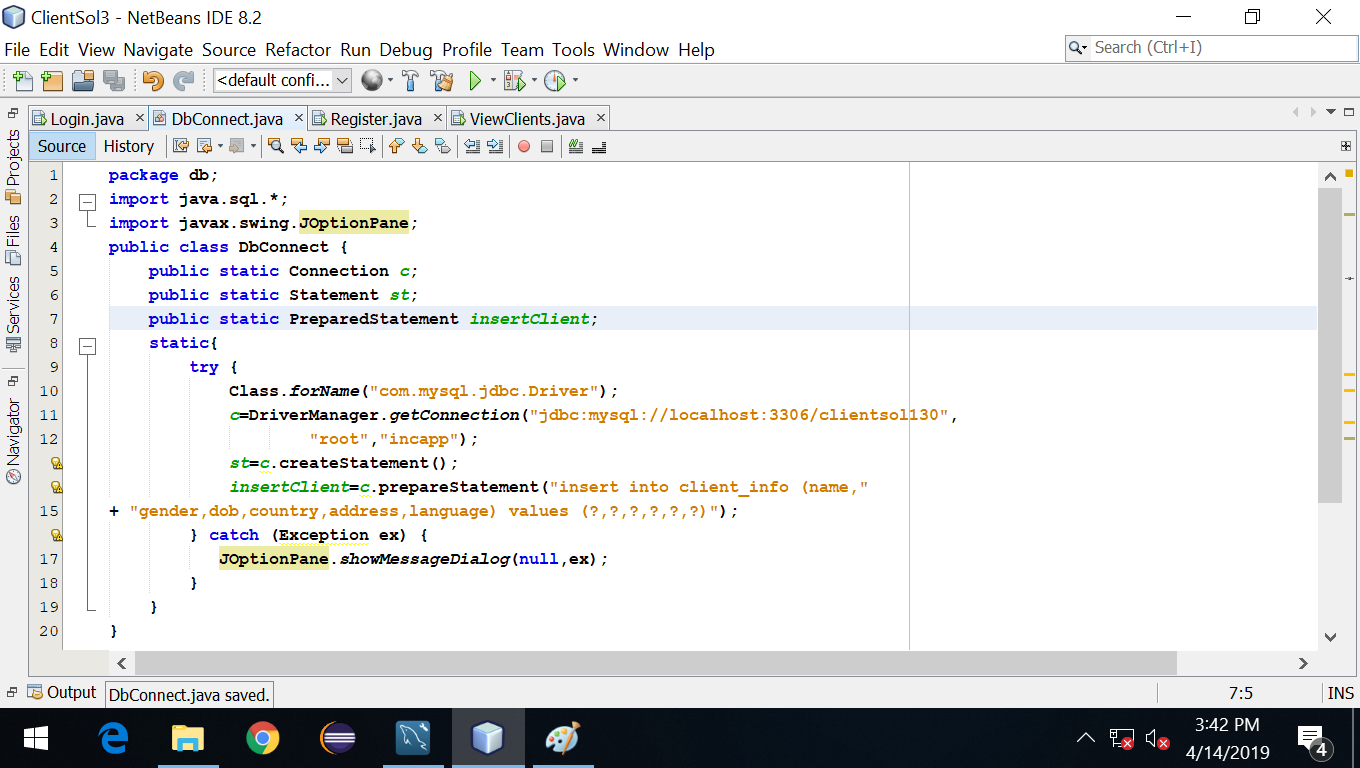 ClientSol3 - NetBeans IDE 8.2
File Edit View Navigate Source Refactor Run Debug Profile Team Tools Window Help
Search (Ctrl+I)
<default confi...
Login.java
DbConnect.java
Register.java
ViewClients.java
Source
History
Projects
Files
Services
Navigator
1 package db;
2 import java.sql.*;
3 import javax.swing.JOptionPane;
4 public class DbConnect {
5 public static Connection c;
6 public static Statement st;
7 public static PreparedStatement insertClient;
8 static{
9 try {
10 Class.forName("com.mysql.jdbc.Driver");
11 c=DriverManager.getConnection("jdbc:mysql://localhost:3306/clientsol130",
12 "root","incapp");
st=c.createStatement();
insertClient=c.prepareStatement("insert into client_info (name,"
15 + "gender,dob,country,address,language) values (?,?,?,?,?,?)");
} catch (Exception ex) {
17 JOptionPane.showMessageDialog(null,ex);
18 }
19 }
20 }
Output
DbConnect.java saved.
7:5
INS
3:42 PM
4/14/2019
4